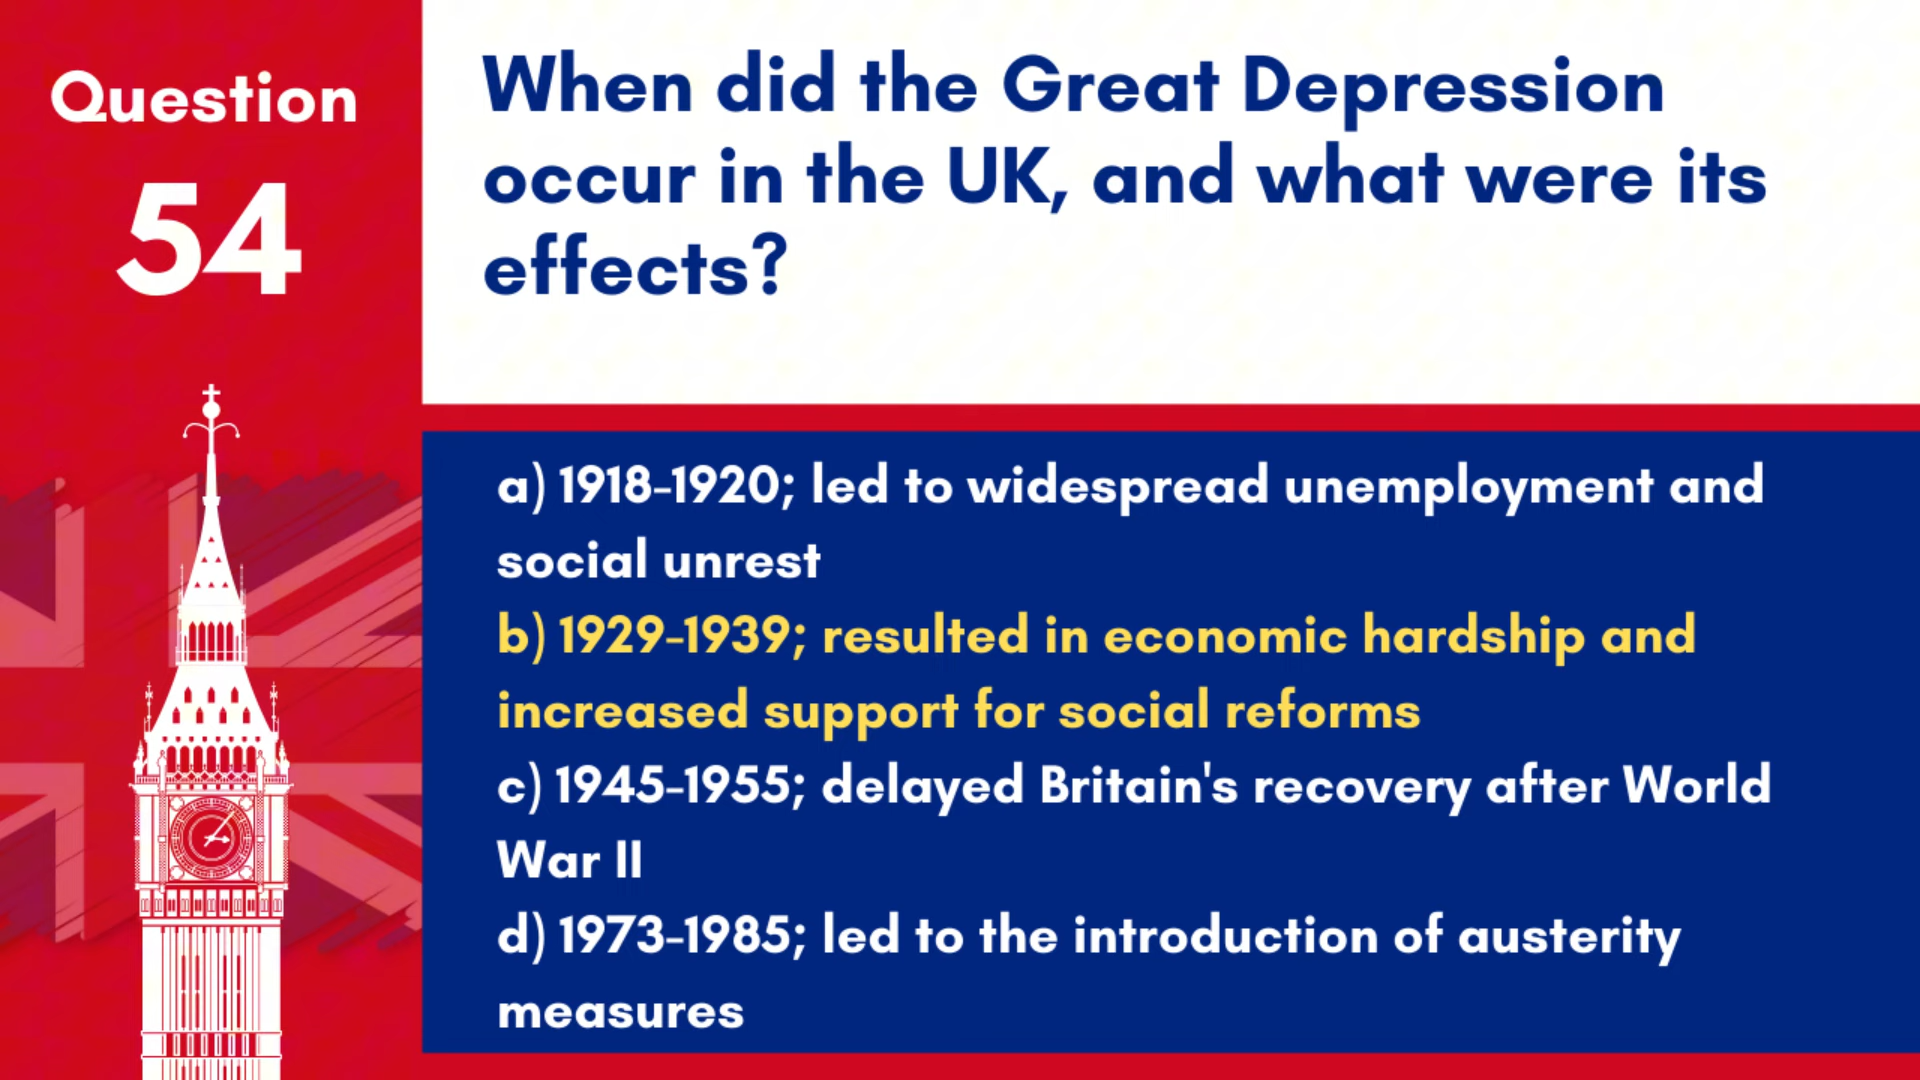 Question
54
When did the Great Depression
occur in the UK, and what were its
effects?
a) 1918-1920; led to widespread unemployment and
social unrest
b) 1929-1939; resulted in economic hardship and
increased support for social reforms
c) 1945-1955; delayed Britain's recovery after World
War II
d) 1973-1985; led to the introduction of austerity
measures